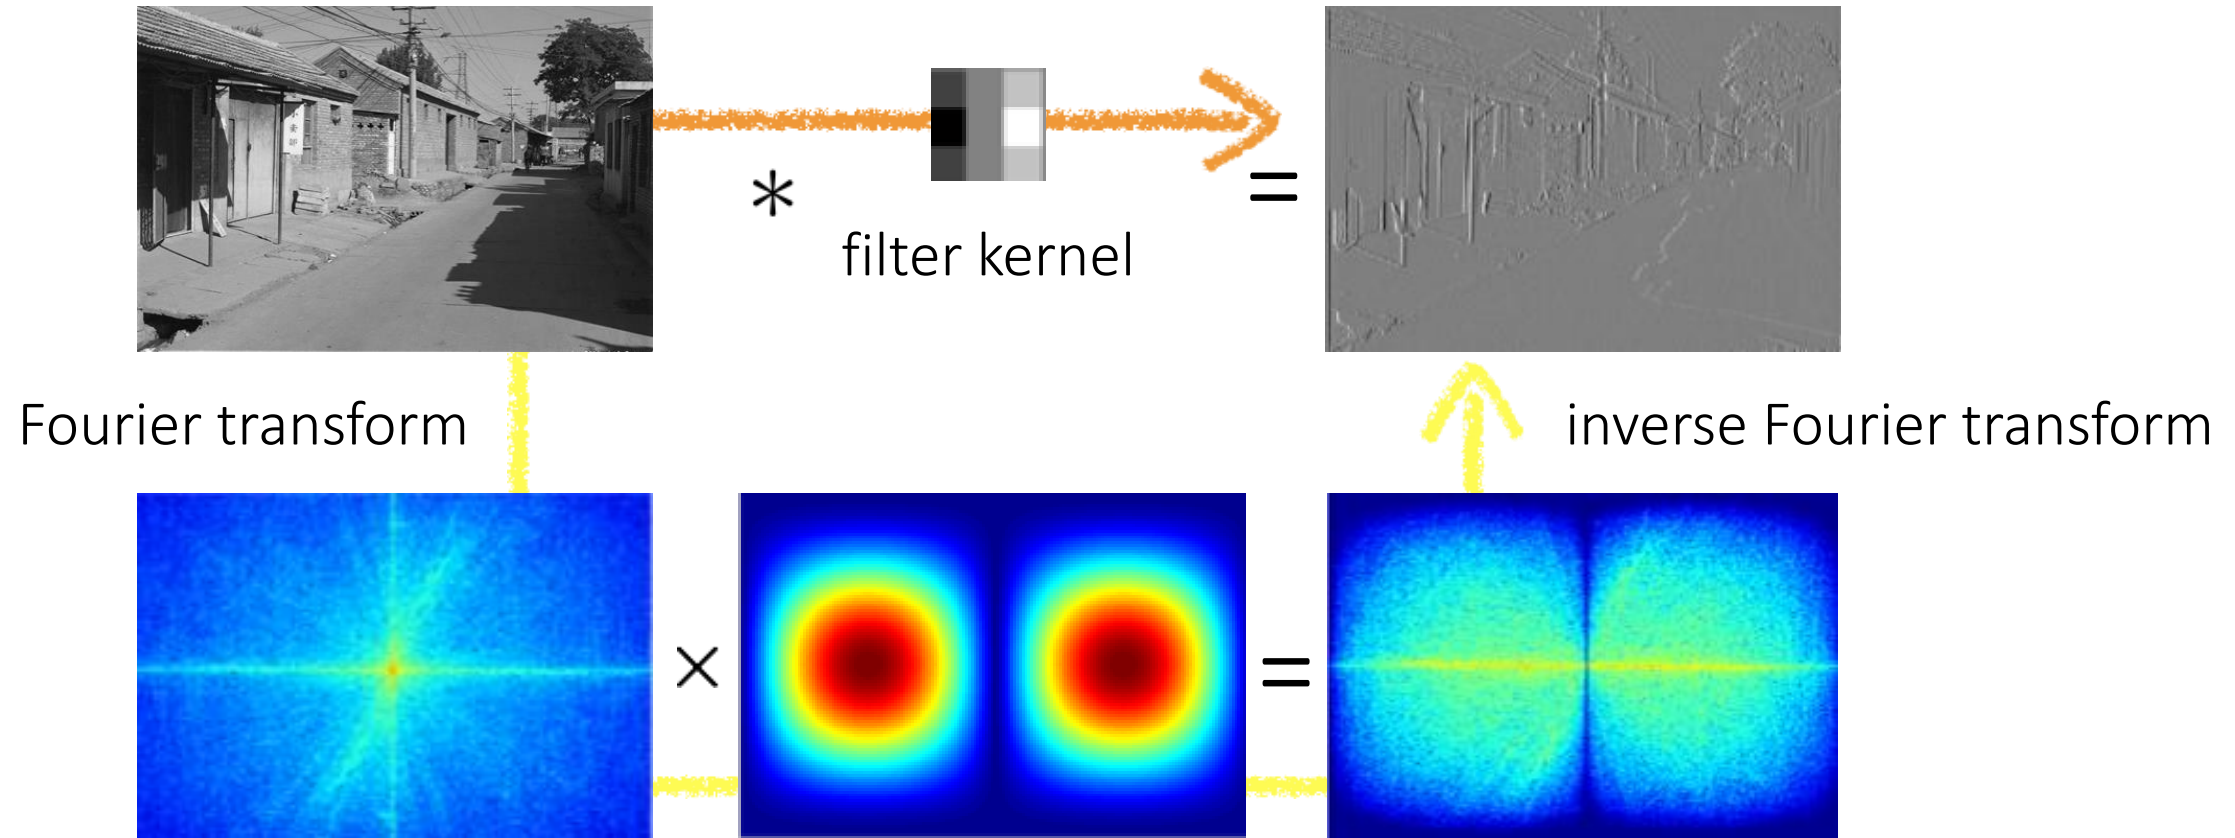 *
=
filter kernel
Fourier transform
inverse Fourier transform
×
=